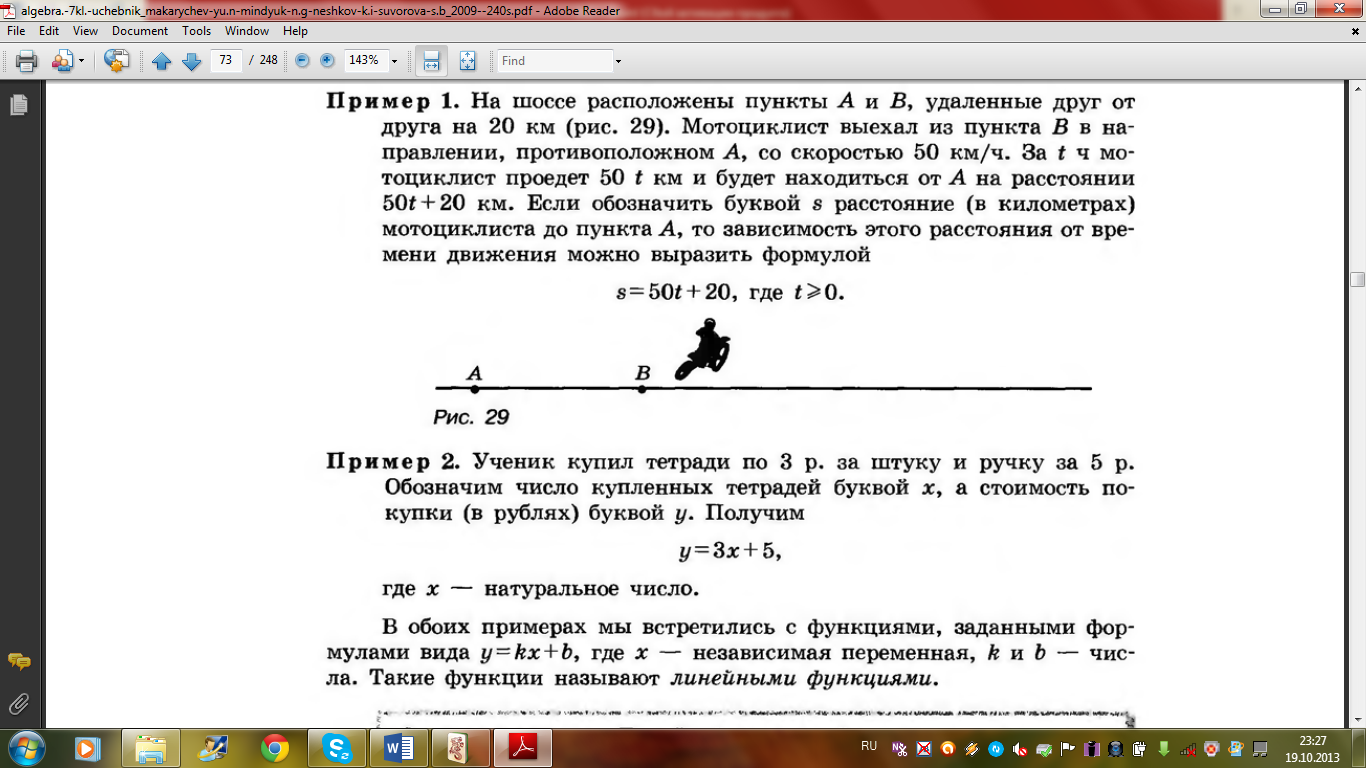 algebra.-7kl.-uchebnik_makarychev-yu.n-mindyuk-n.g-neshkov-k.i-suvorova-s.b_2009--240s.pdf - Adobe Reader
File Edit View Document Tools Window Help
73 / 248 143% Find
Пример 1. На шоссе расположены пункты A и B, удаленные друг от
друга на 20 км (рис. 29). Мотоциклист выехал из пункта B в на-
правлении, противоположном A, со скоростью 50 км/ч. За t ч мо-
тоциклист проедет 50 t км и будет находиться от A на расстоянии
50t+20 км. Если обозначить буквой s расстояние (в километрах)
мотоциклиста до пункта A, то зависимость этого расстояния от вре-
мени движения можно выразить формулой
s=50t+20, где t⩾0.
A B
Рис. 29
Пример 2. Ученик купил тетради по 3 р. за штуку и ручку за 5 р.
Обозначим число купленных тетрадей буквой x, а стоимость по-
купки (в рублях) буквой y. Получим
y=3x+5,
где x — натуральное число.
В обоих примерах мы встретились с функциями, заданными фор-
мулами вида y=kx+b, где x — независимая переменная, k и b — чис-
ла. Такие функции называют линейными функциями.
RU
23:27
19.10.2013